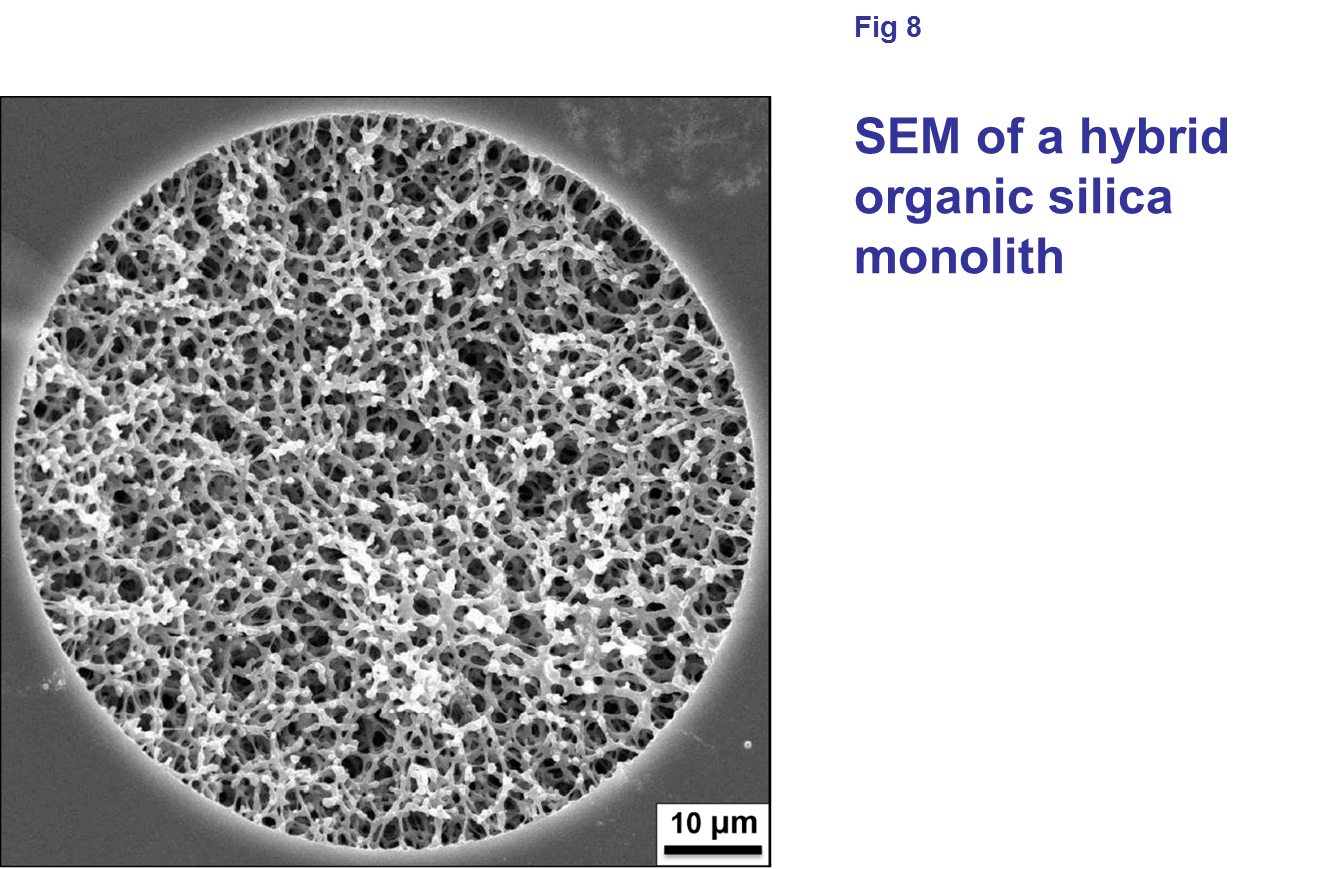 Fig 8
SEM of a hybrid
organic silica
monolith
10 µm